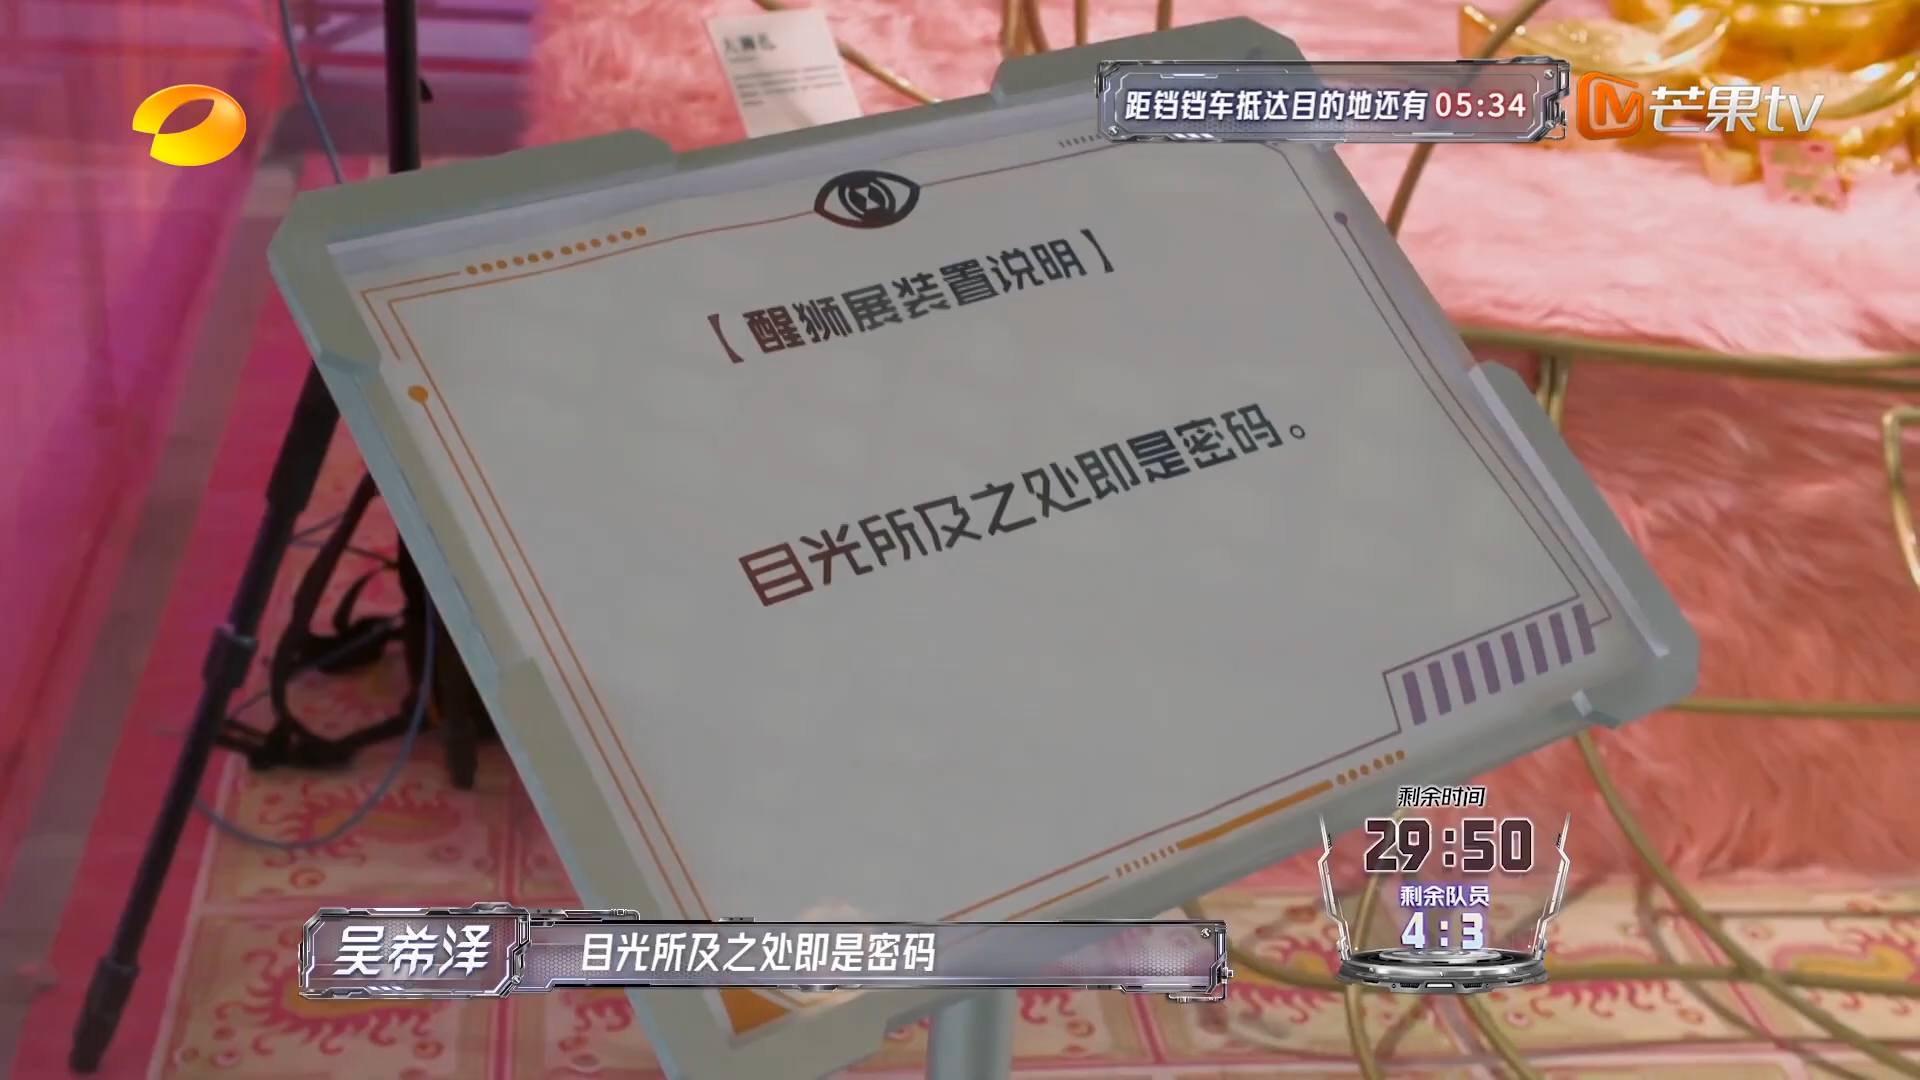 距铛铛车抵达目的地还有05:34
芒果tv
【醒狮展装置说明】
目光所及之处即是密码。
剩余时间
29:50
剩余队员
4:3
吴希泽
目光所及之处即是密码